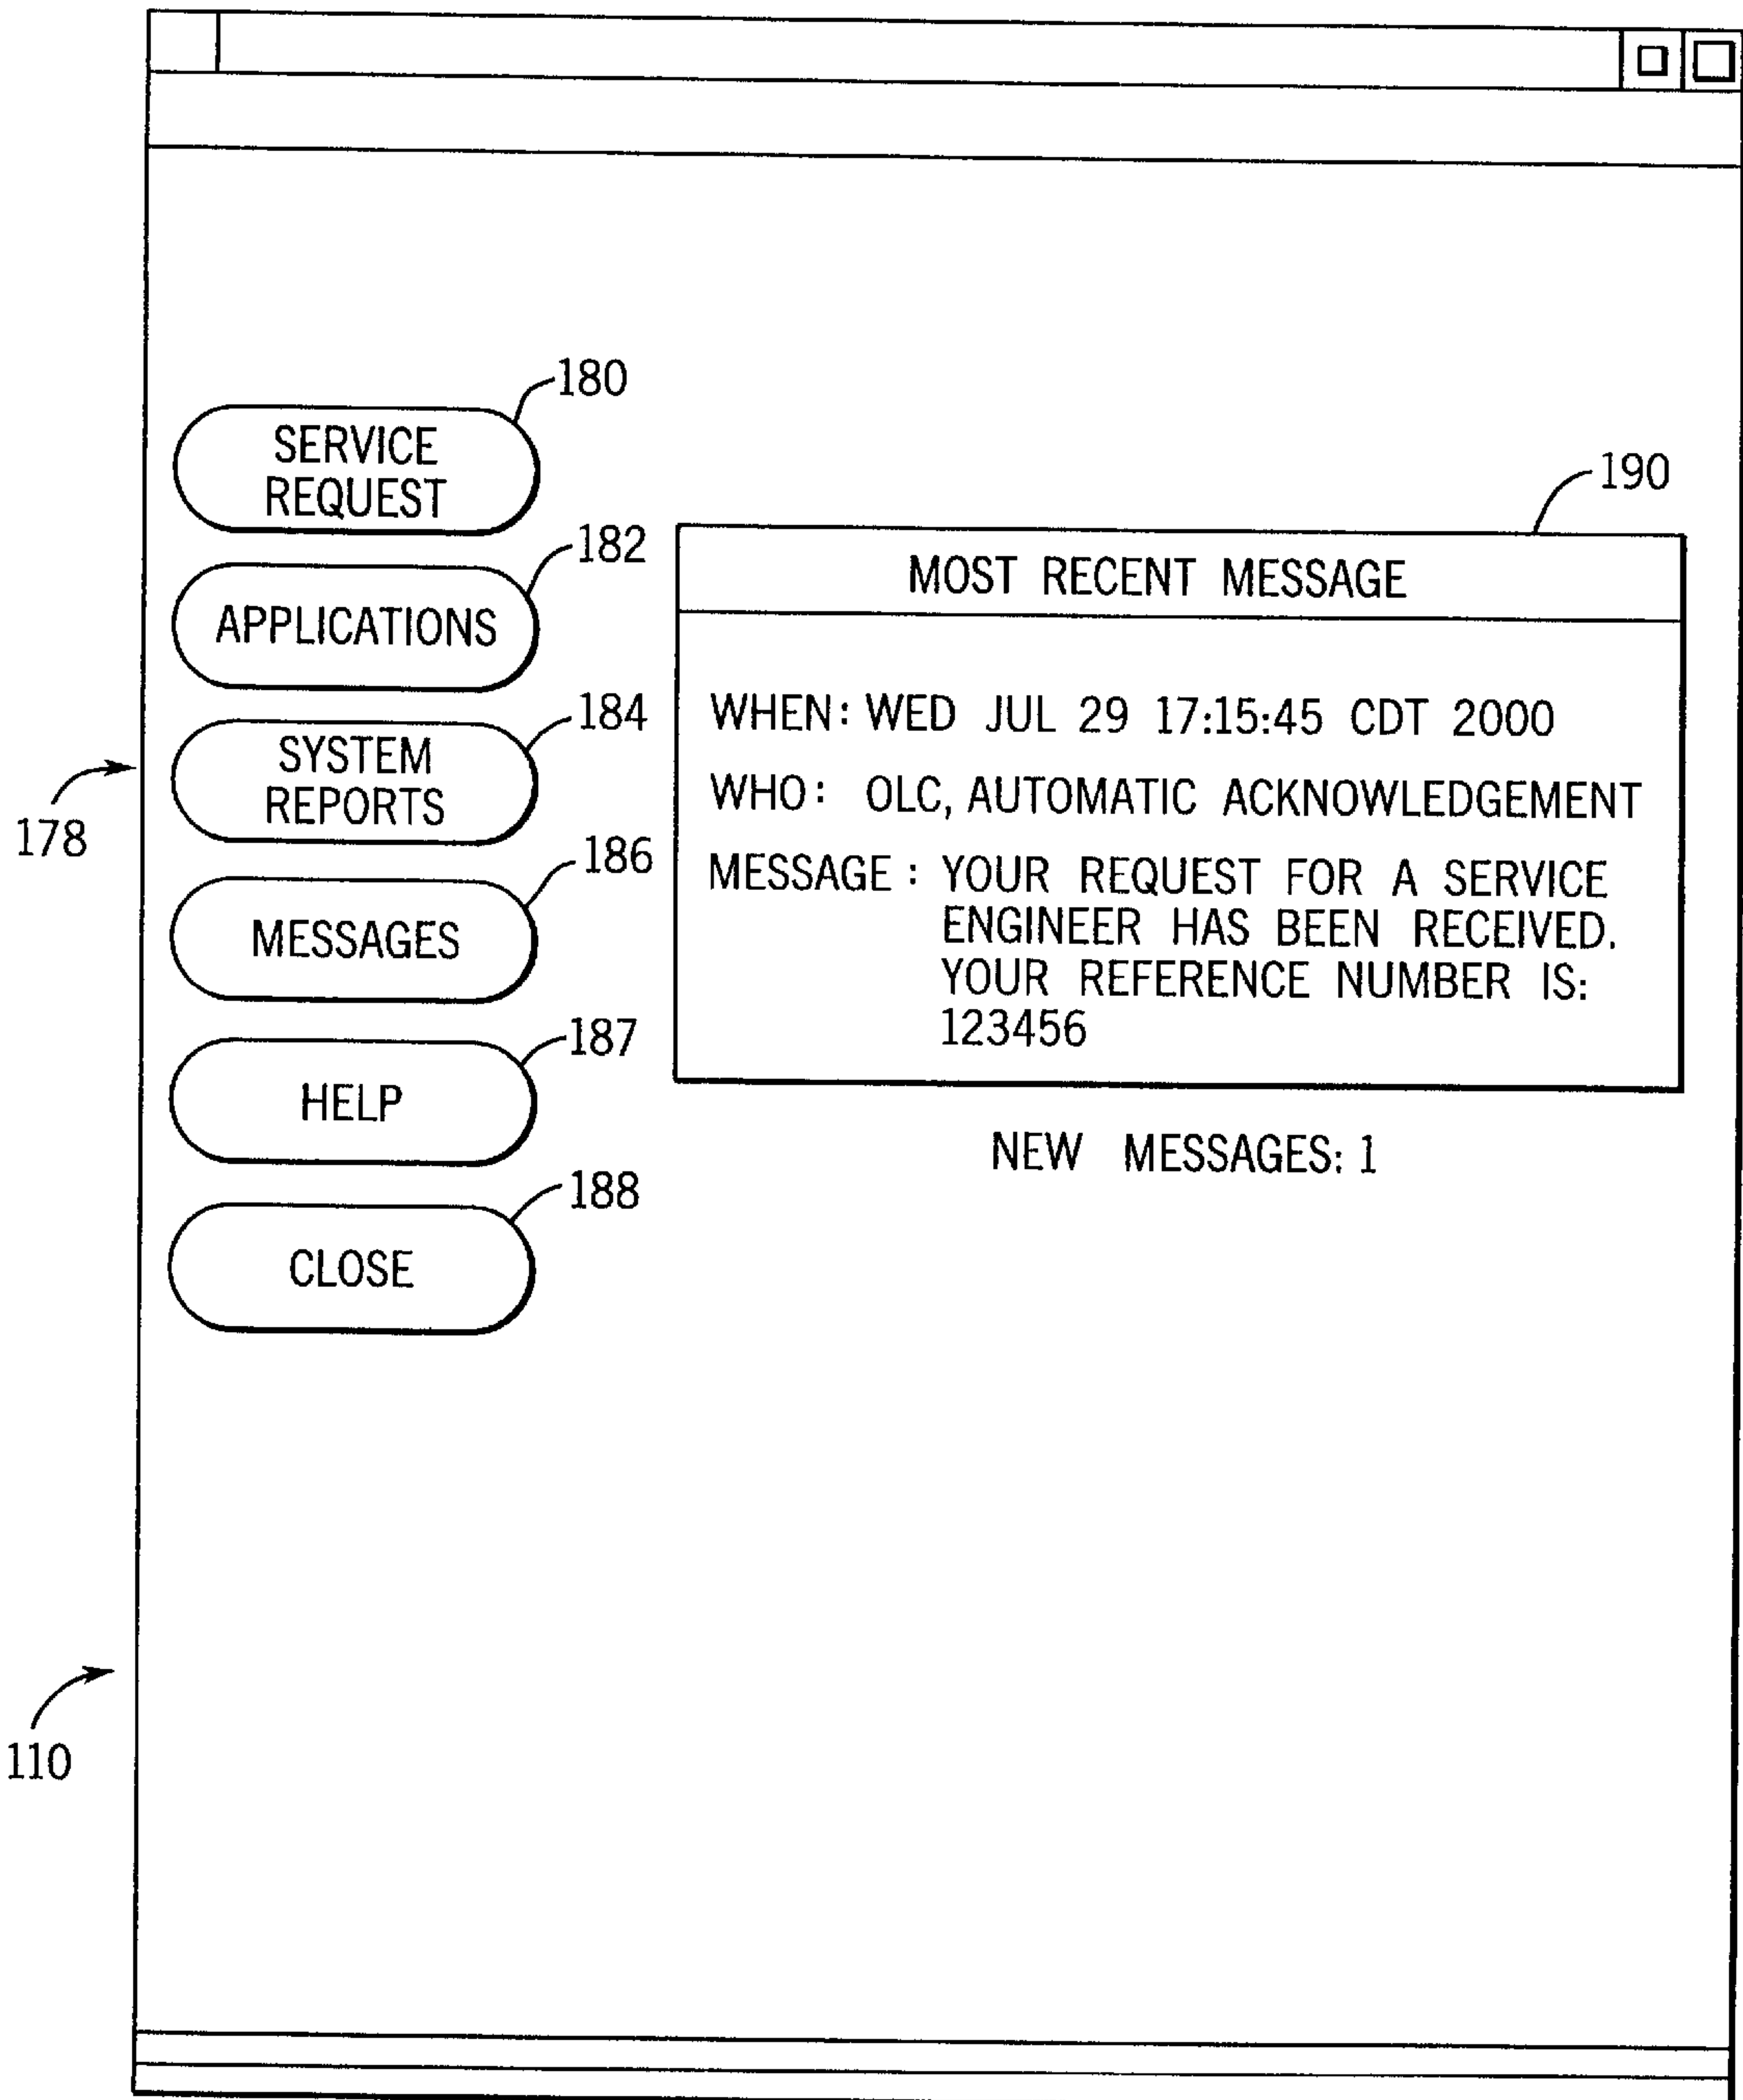 180
SERVICE
REQUEST
182
APPLICATIONS
184
SYSTEM
REPORTS
178
186
MESSAGES
187
HELP
188
CLOSE
190
MOST RECENT MESSAGE
WHEN: WED JUL 29 17:15:45 CDT 2000
WHO: OLC, AUTOMATIC ACKNOWLEDGEMENT
MESSAGE: YOUR REQUEST FOR A SERVICE
ENGINEER HAS BEEN RECEIVED.
YOUR REFERENCE NUMBER IS:
123456
NEW MESSAGES: 1
110